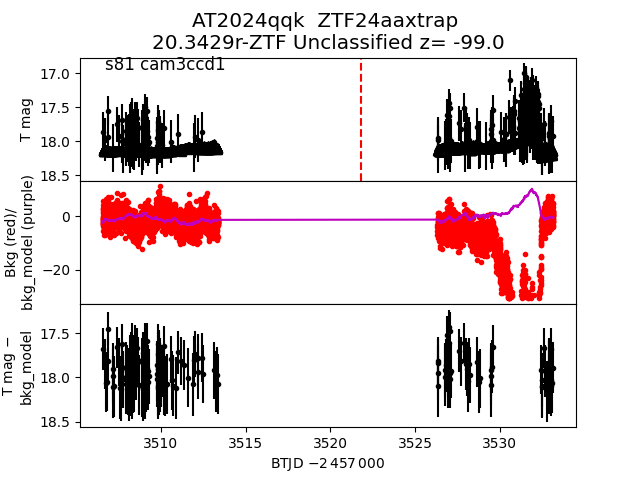 AT2024qqk  ZTF24aaxtrap
20.3429r-ZTF Unclassified z= -99.0
s81 cam3ccd1
T mag
17.0
17.5
18.0
18.5
Bkg (red)/
bkg_model (purple)
0
−20
T mag −
bkg_model
17.5
18.0
18.5
3510 3515 3520 3525 3530
BTJD −2 457 000